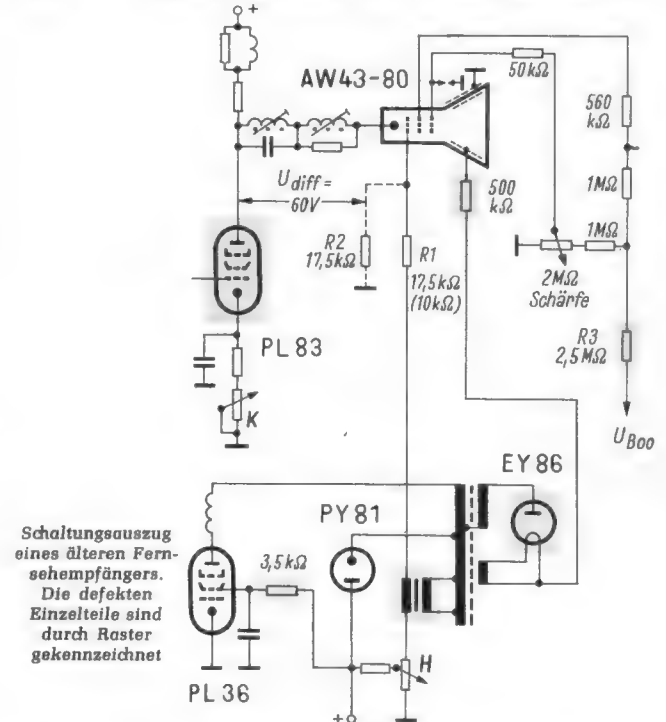 +
AW43-80
50kΩ
560
kΩ
U diff =
60V
500
kΩ
1MΩ
R2
17,5kΩ
R1
17,5kΩ
(10kΩ)
1MΩ
2MΩ
Schärfe
PL 83
R3
2,5MΩ
K
U Boo
EY 86
PY 81
Schaltungsauszug
eines älteren Fern-
sehempfängers.
Die defekten
Einzelteile sind
durch Raster
gekennzeichnet
3,5kΩ
H
PL 36
+